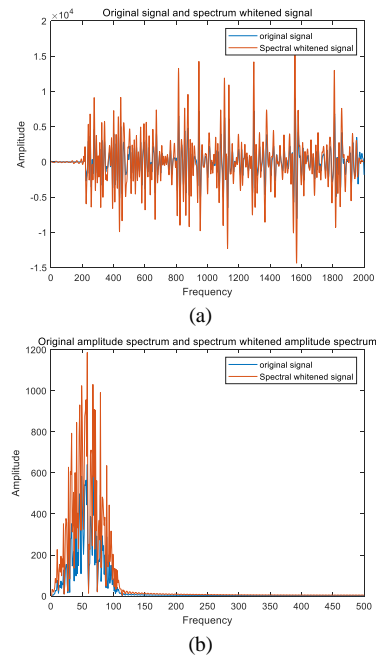 Original signal and spectrum whitened signal
×10⁴
2
1.5
1
0.5
0
-0.5
-1
-1.5
Amplitude
original signal
Spectral whitened signal
0 200 400 600 800 1000 1200 1400 1600 1800 2000
Frequency
(a)
Original amplitude spectrum and spectrum whitened amplitude spectrum
1200
1000
800
600
400
200
0
Amplitude
original signal
Spectral whitened signal
0 50 100 150 200 250 300 350 400 450 500
Frequency
(b)